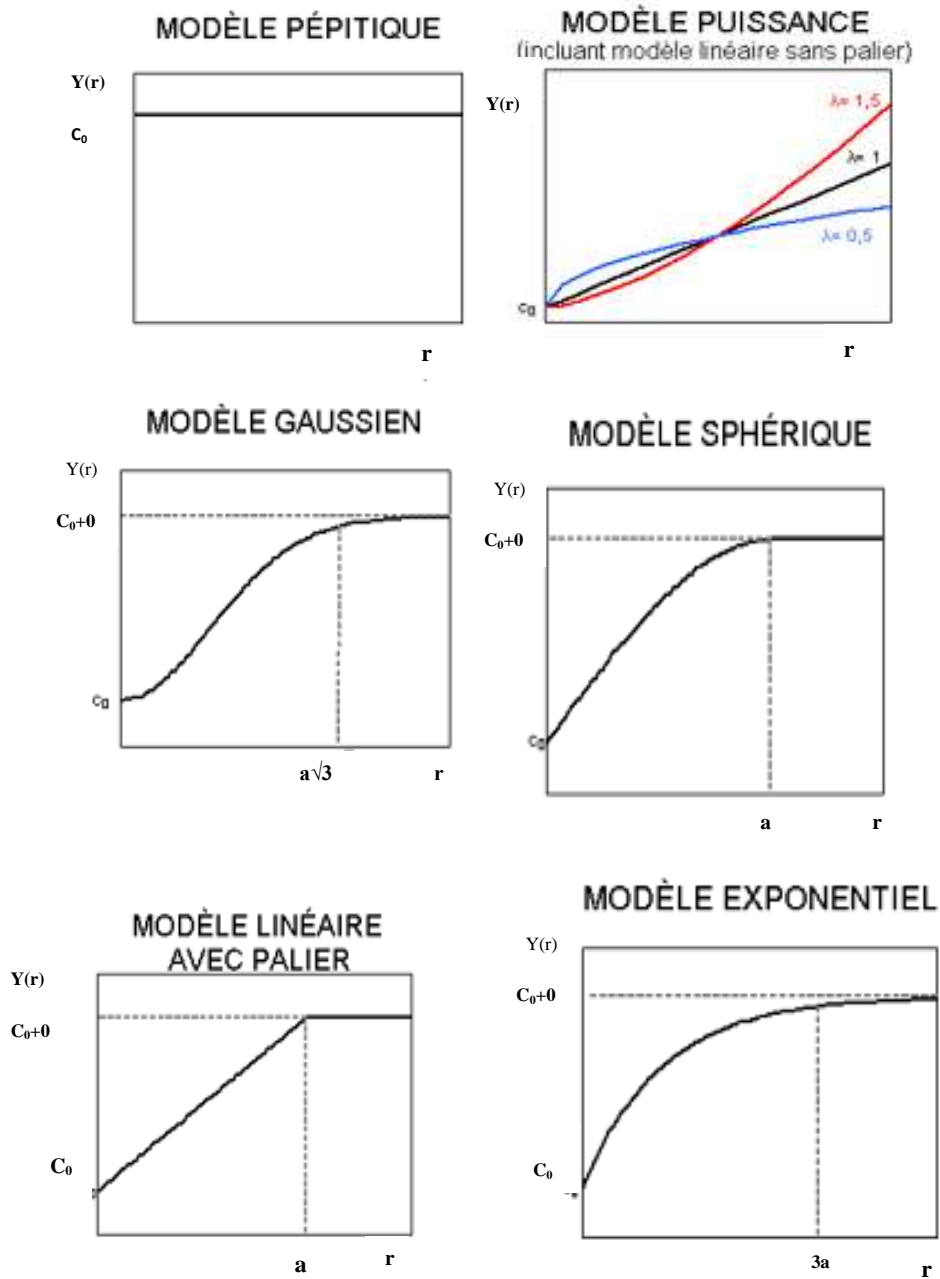 MODÈLE PÉPITIQUE
Y(r)
C₀
r
MODÈLE PUISSANCE
(incluant modèle linéaire sans palier)
Y(r)
λ= 1,5
λ= 1
λ= 0,5
c₀
r
MODÈLE GAUSSIEN
Y(r)
C₀+0
c₀
a√3
r
MODÈLE SPHÉRIQUE
Y(r)
C₀+0
c₀
a
r
MODÈLE LINÉAIRE
AVEC PALIER
Y(r)
C₀+0
C₀
a
r
MODÈLE EXPONENTIEL
Y(r)
C₀+0
C₀
3a
r